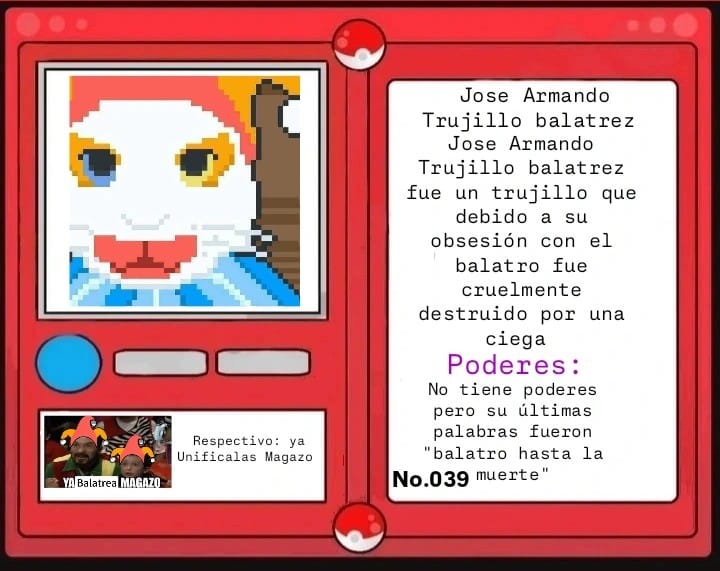 Jose Armando
Trujillo balatrez
Jose Armando
Trujillo balatrez
fue un trujillo que
debido a su
obsesión con el
balatro fue
cruelmente
destruido por una
ciega
Poderes:
No tiene poderes
pero su últimas
palabras fueron
"balatro hasta la
muerte"
No.039
Respectivo: ya
Unificalas Magazo
YA Balatrea MAGAZO